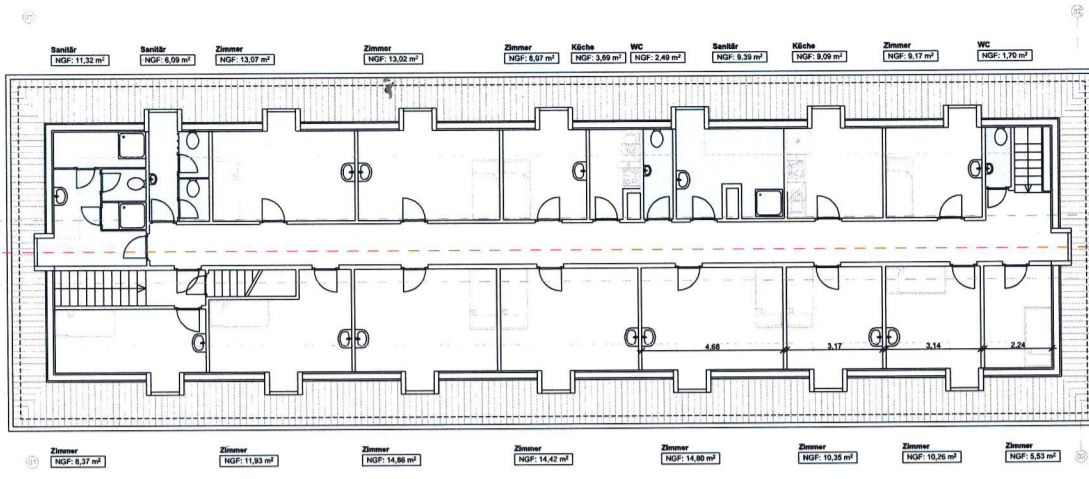 Sanitär
NGF: 11,32 m²
Sanitär
NGF: 6,09 m²
Zimmer
NGF: 13,07 m²
Zimmer
NGF: 13,02 m²
Zimmer
NGF: 8,07 m²
Küche
NGF: 3,69 m²
WC
NGF: 2,49 m²
Sanitär
NGF: 9,39 m²
Küche
NGF: 9,09 m²
Zimmer
NGF: 9,17 m²
WC
NGF: 1,70 m²
4,68
3,17
3,14
2,24
Zimmer
NGF: 8,37 m²
Zimmer
NGF: 11,93 m²
Zimmer
NGF: 14,86 m²
Zimmer
NGF: 14,42 m²
Zimmer
NGF: 14,80 m²
Zimmer
NGF: 10,35 m²
Zimmer
NGF: 10,26 m²
Zimmer
NGF: 5,53 m²